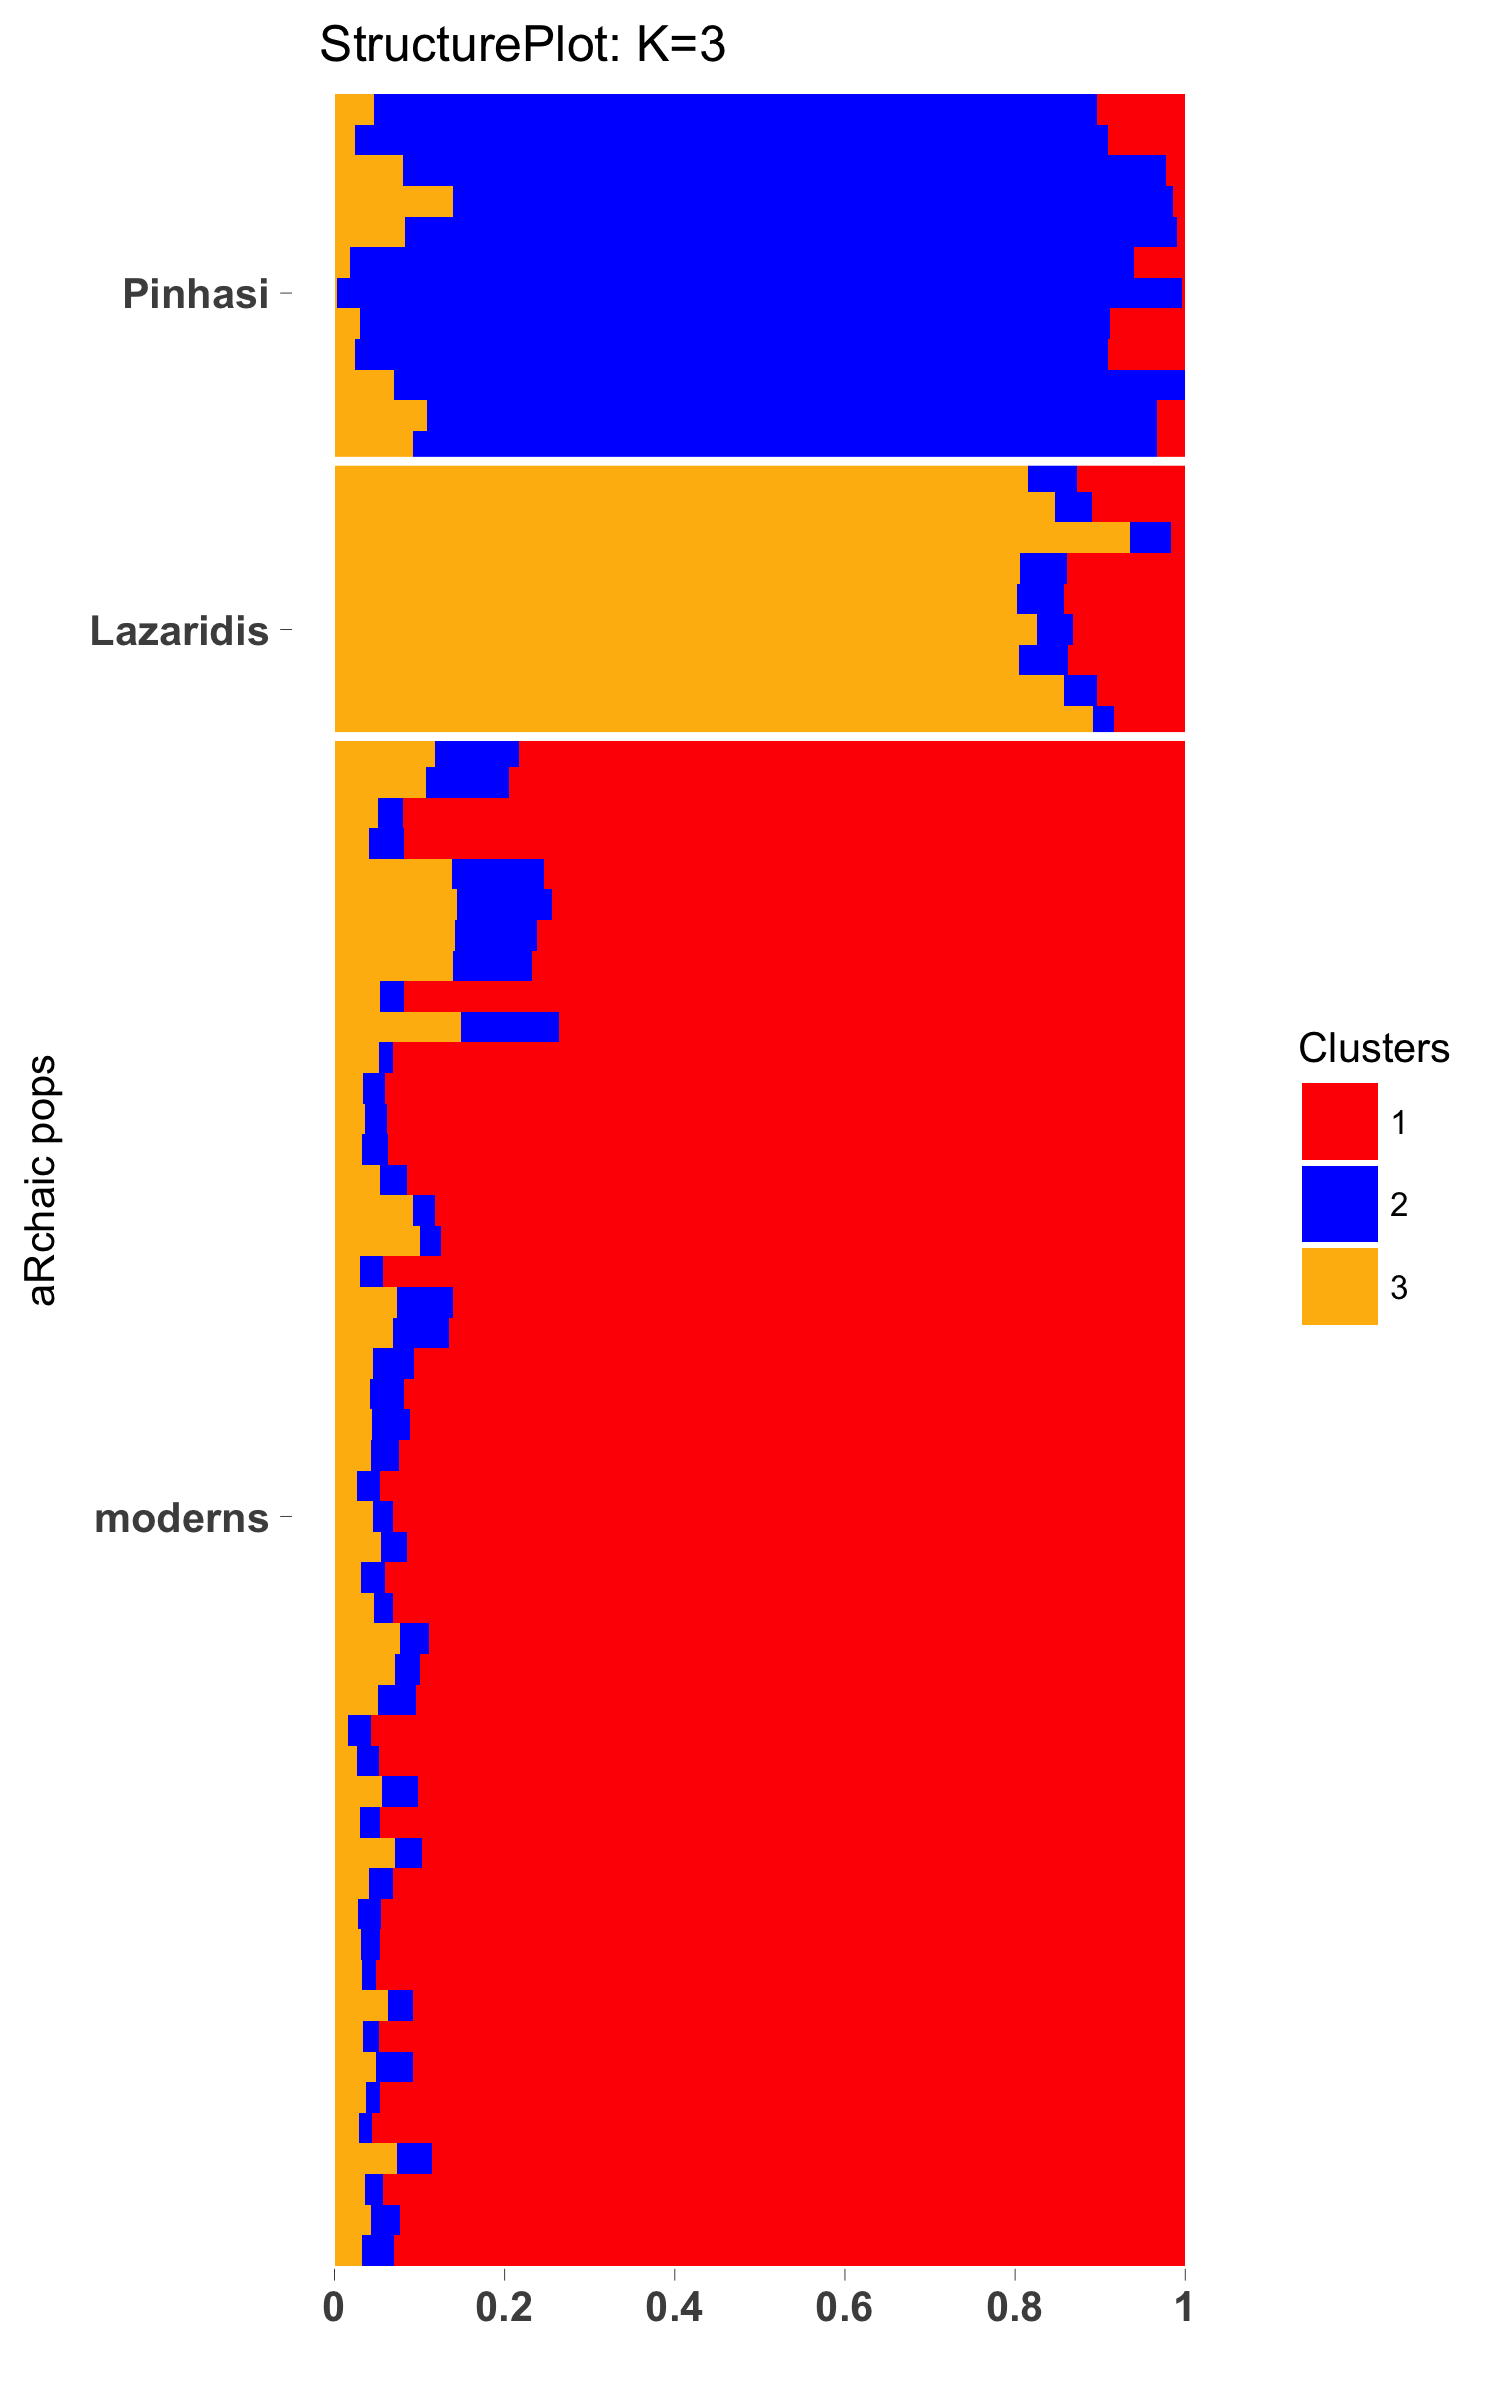 StructurePlot: K=3
Pinhasi
Lazaridis
moderns
aRchaic pops
Clusters
1
2
3
0 0.2 0.4 0.6 0.8 1